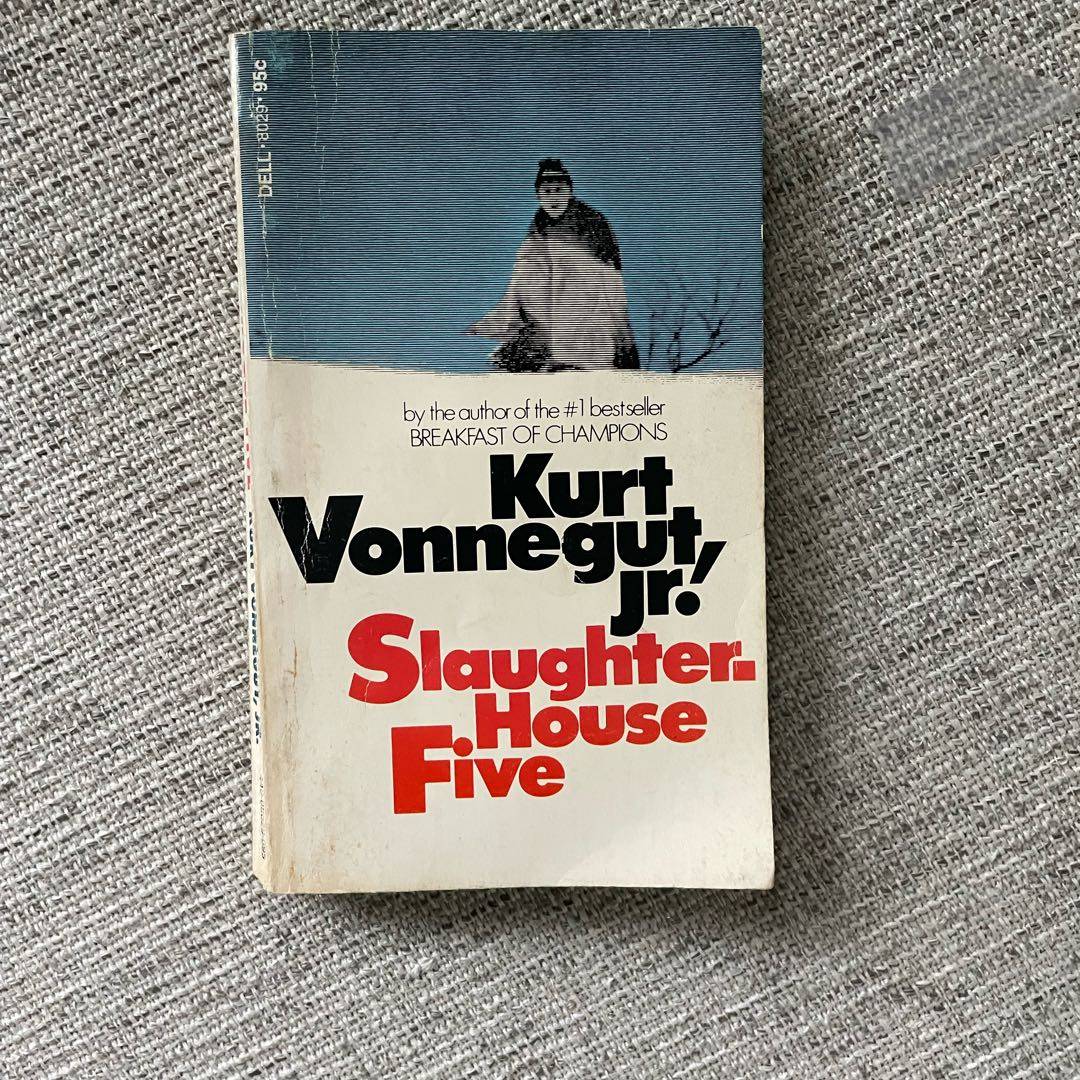 DELL • 8029 • 95c
by the author of the #1 bestseller
BREAKFAST OF CHAMPIONS
Kurt
Vonnegut,
jr.!
Slaughter-
House
Five